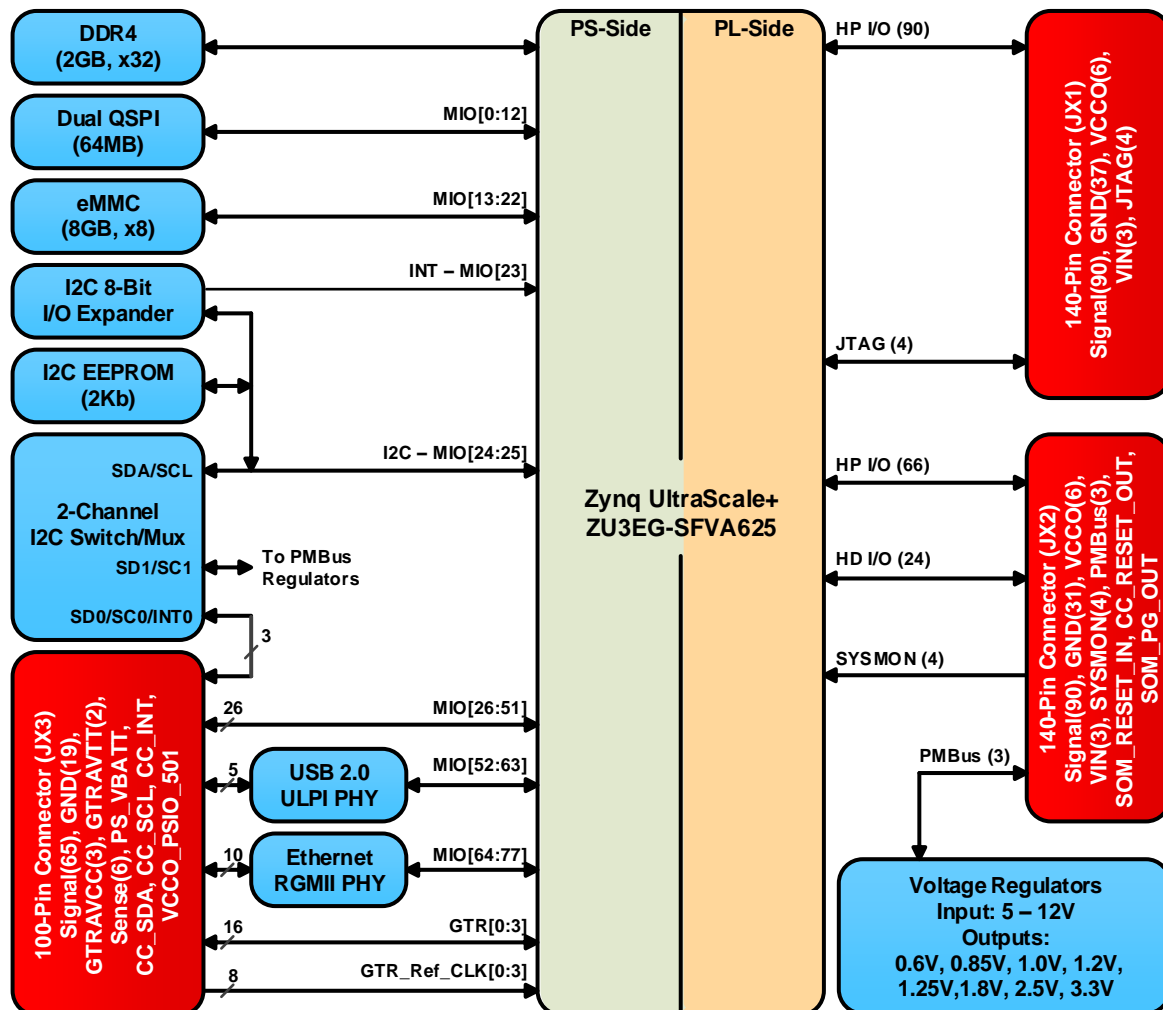 DDR4
(2GB, x32)
Dual QSPI
(64MB)
MIO[0:12]
eMMC
(8GB, x8)
MIO[13:22]
I2C 8-Bit
I/O Expander
INT – MIO[23]
I2C EEPROM
(2Kb)
SDA/SCL
I2C – MIO[24:25]
2-Channel
I2C Switch/Mux
SD1/SC1
To PMBus
Regulators
SD0/SC0/INT0
3
100-Pin Connector (JX3)
Signal(65), GND(19),
GTRAVCC(3), GTRAVTT(2),
Sense(6), PS_VBATT,
CC_SDA, CC_SCL, CC_INT,
VCCO_PSIO_501
26
MIO[26:51]
5
USB 2.0
ULPI PHY
MIO[52:63]
10
Ethernet
RGMII PHY
MIO[64:77]
16
GTR[0:3]
8
GTR_Ref_CLK[0:3]
PS-Side
PL-Side
Zynq UltraScale+
ZU3EG-SFVA625
HP I/O (90)
JTAG (4)
140-Pin Connector (JX1)
Signal(90), GND(37), VCCO(6),
VIN(3), JTAG(4)
HP I/O (66)
HD I/O (24)
SYSMON (4)
PMBus (3)
140-Pin Connector (JX2)
Signal(90), GND(31), VCCO(6),
VIN(3), SYSMON(4), PMBus(3),
SOM_RESET_IN, CC_RESET_OUT,
SOM_PG_OUT
Voltage Regulators
Input: 5 – 12V
Outputs:
0.6V, 0.85V, 1.0V, 1.2V,
1.25V,1.8V, 2.5V, 3.3V